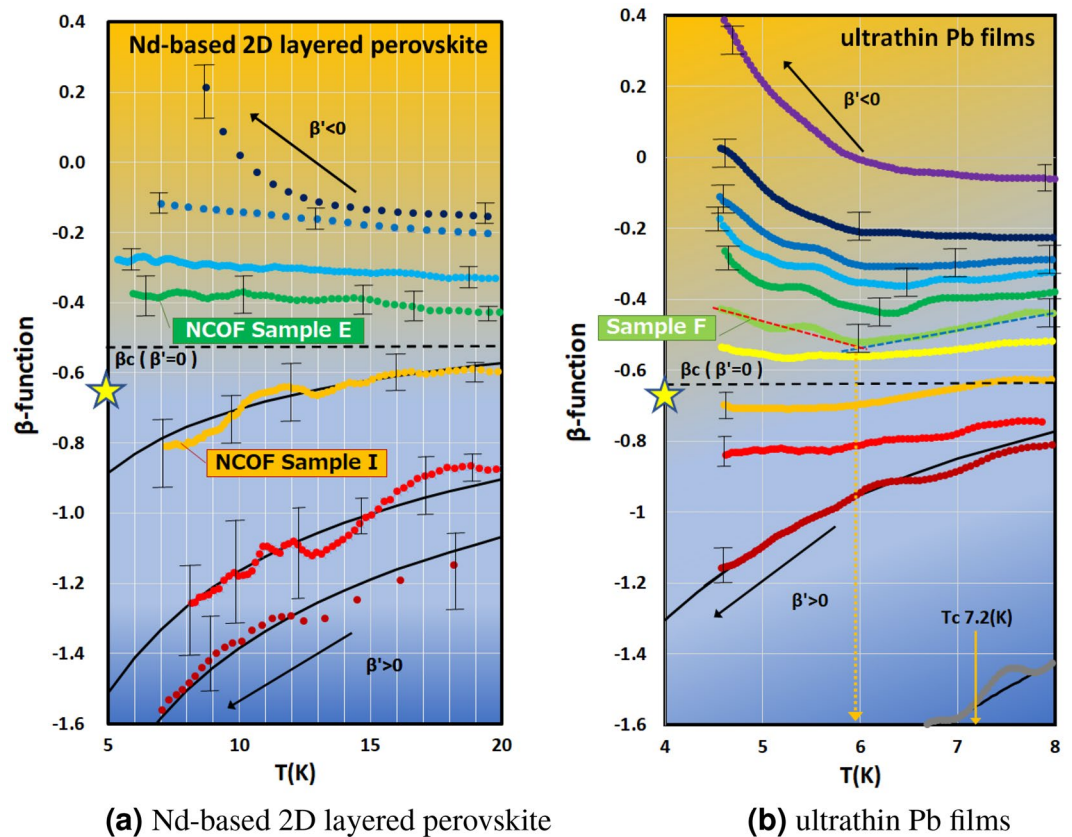 Nd-based 2D layered perovskite
β'<0
NCOF Sample E
βc ( β'=0 )
NCOF Sample I
β'>0
0.4
0.2
0.0
-0.2
-0.4
-0.6
-0.8
-1.0
-1.2
-1.4
-1.6
β-function
5 10 15 20
T(K)
(a) Nd-based 2D layered perovskite
ultrathin Pb films
β'<0
Sample F
βc ( β'=0 )
β'>0
Tc 7.2(K)
0.4
0.2
0
-0.2
-0.4
-0.6
-0.8
-1
-1.2
-1.4
-1.6
β-function
4 5 6 7 8
T(K)
(b) ultrathin Pb films